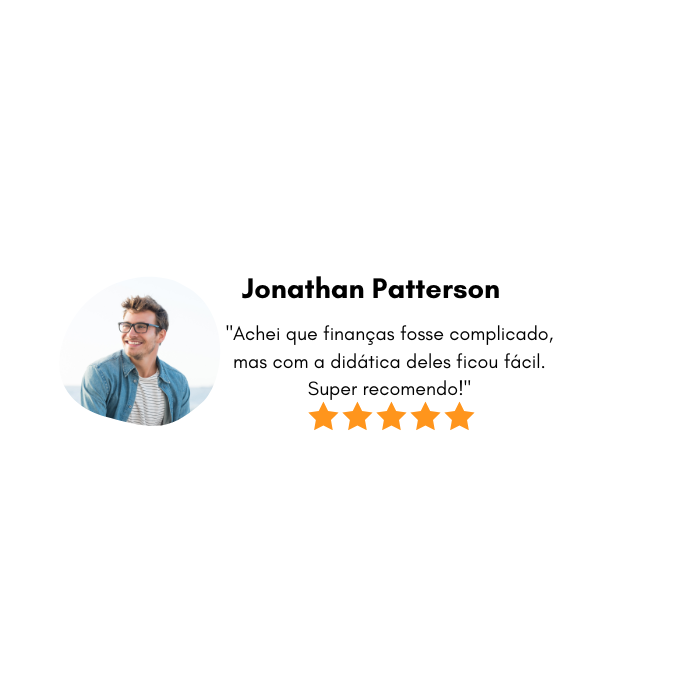 Jonathan Patterson
"Achei que finanças fosse complicado,
mas com a didática deles ficou fácil.
Super recomendo!"